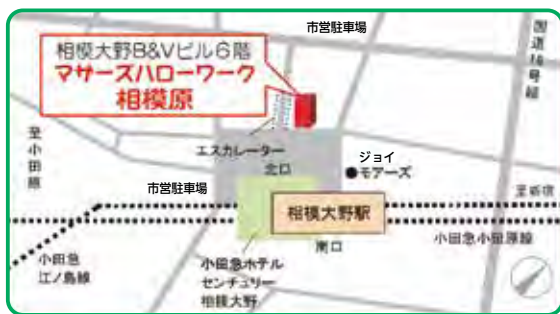 市営駐車場
国道16号線
相模大野B&Vビル6階
マザーズハローワーク
相模原
至小田線
エスカレーター
北口
ジョイ
●モアーズ
市営駐車場
至新宿
相模大野駅
小田急
江ノ島線
南口
小田急小田原線
小田急ホテル
センチュリー
相模大野